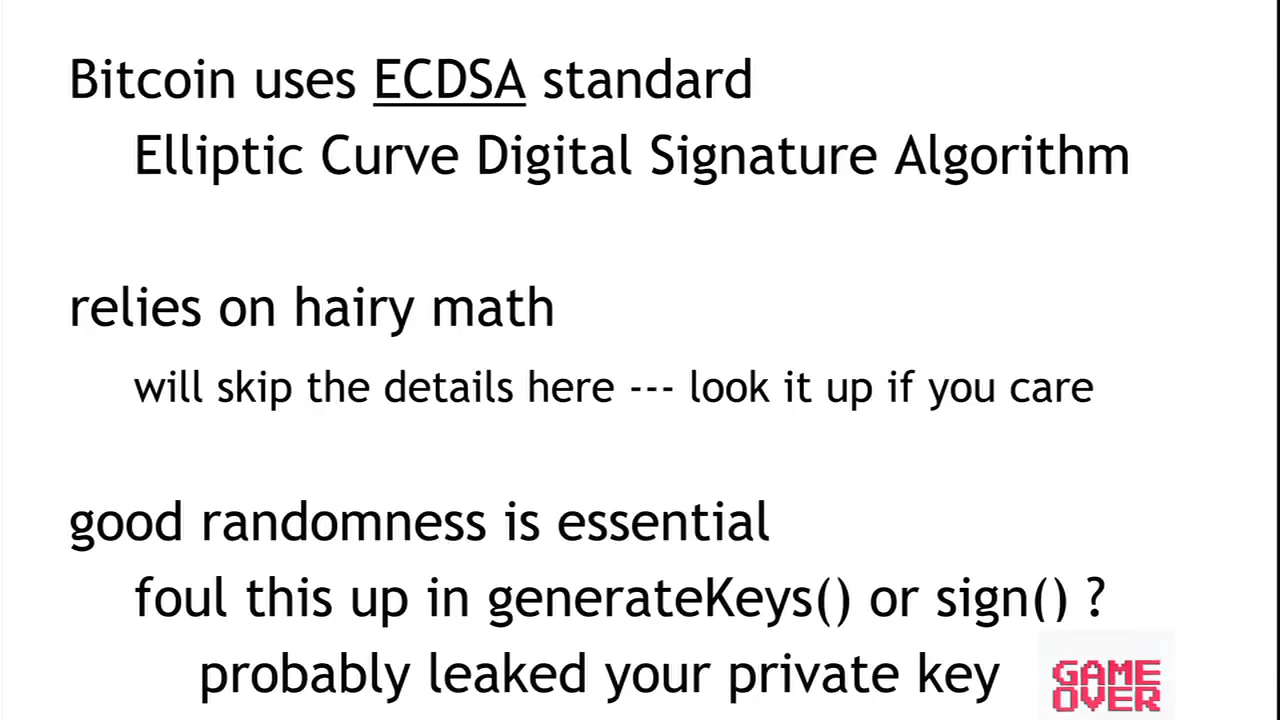 Bitcoin uses ECDSA standard
Elliptic Curve Digital Signature Algorithm
relies on hairy math
will skip the details here --- look it up if you care
good randomness is essential
foul this up in generateKeys() or sign() ?
probably leaked your private key
GAME
OVER